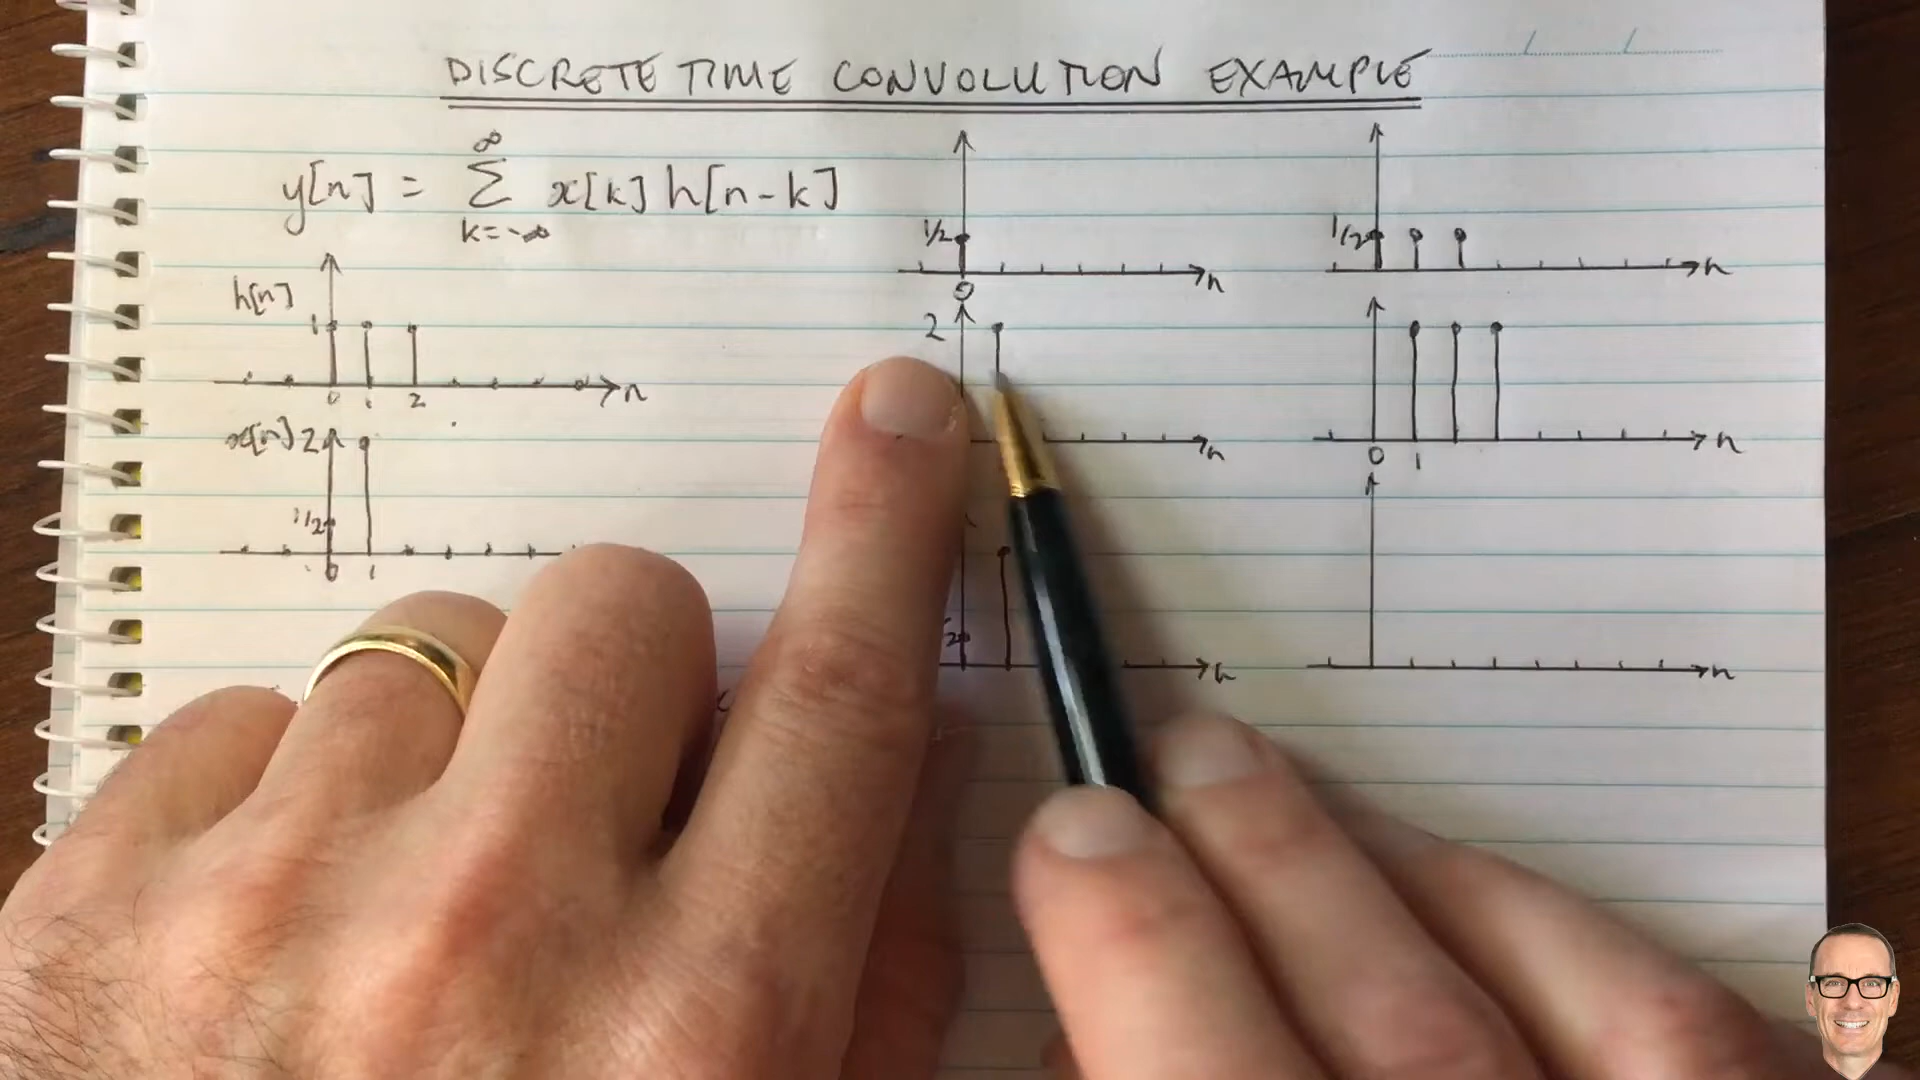 DISCRETE TIME CONVOLUTION EXAMPLE
y[n] = ∞ Σ k=-∞ x[k] h[n-k]
h[n]
1
0 1 2 n
x[n] 2
1/2
0 1
1/2
0 n
2
n
n
1/2
n
0 1 n
n